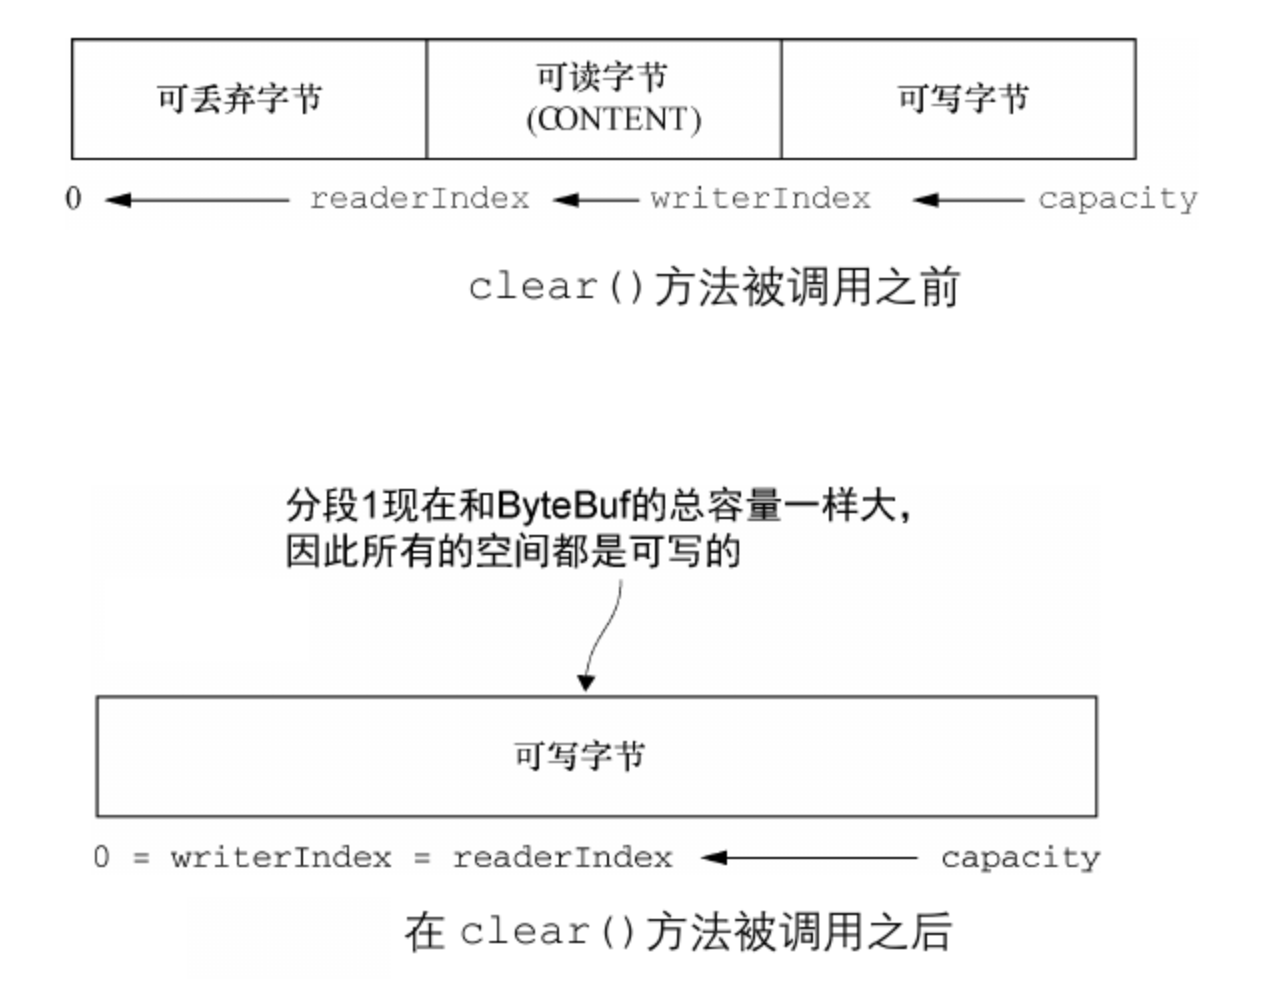 可丢弃字节
可读字节
(CONTENT)
可写字节
0 readerIndex writerIndex capacity
clear()方法被调用之前
分段1现在和ByteBuf的总容量一样大，
因此所有的空间都是可写的
可写字节
0 = writerIndex = readerIndex capacity
在 clear()方法被调用之后